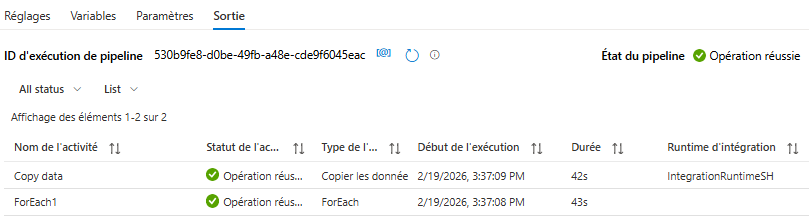 Réglages Variables Paramètres Sortie
ID d'exécution de pipeline 530b9fe8-d0be-49fb-a48e-cde9f6045eac [@] État du pipeline Opération réussie
All status List
Affichage des éléments 1-2 sur 2
Nom de l'activité Statut de l'ac... Type de l'... Début de l'exécution Durée Runtime d'intégration
Copy data Opération réus... Copier les donnée 2/19/2026, 3:37:09 PM 42s IntegrationRuntimeSH
ForEach1 Opération réus... ForEach 2/19/2026, 3:37:08 PM 43s